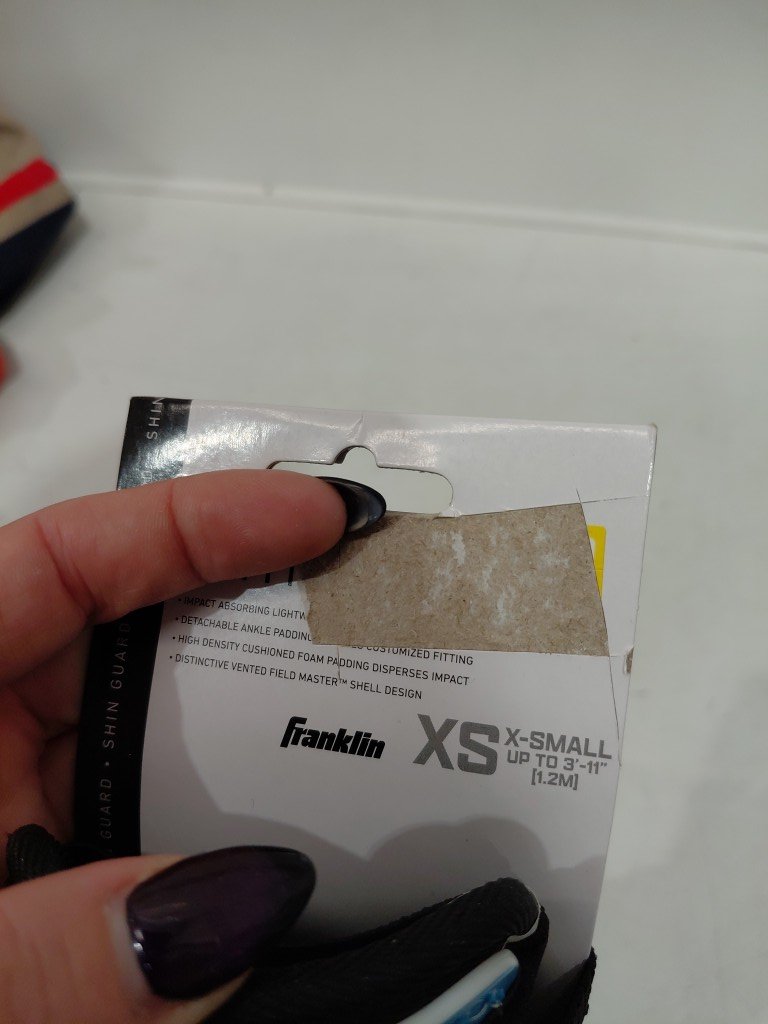 SHIN
• IMPACT ABSORBING LIGHTW
• DETACHABLE ANKLE PADDIN CUSTOMIZED FITTING
• HIGH DENSITY CUSHIONED FOAM PADDING DISPERSES IMPACT
• DISTINCTIVE VENTED FIELD MASTER™ SHELL DESIGN
GUARD • SHIN GUARD
Franklin
XS X-SMALL
UP TO 3'-11"
[1.2M]